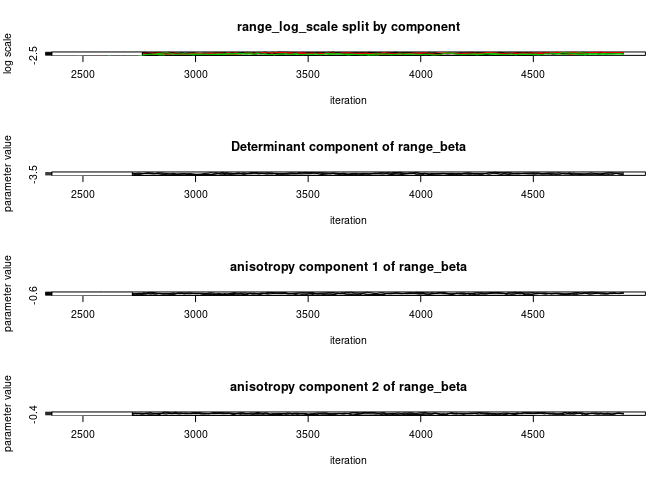 range_log_scale split by component
log scale
-2.5
2500 3000 3500 4000 4500
iteration
Determinant component of range_beta
parameter value
-3.5
2500 3000 3500 4000 4500
iteration
anisotropy component 1 of range_beta
parameter value
-0.6
2500 3000 3500 4000 4500
iteration
anisotropy component 2 of range_beta
parameter value
-0.4
2500 3000 3500 4000 4500
iteration